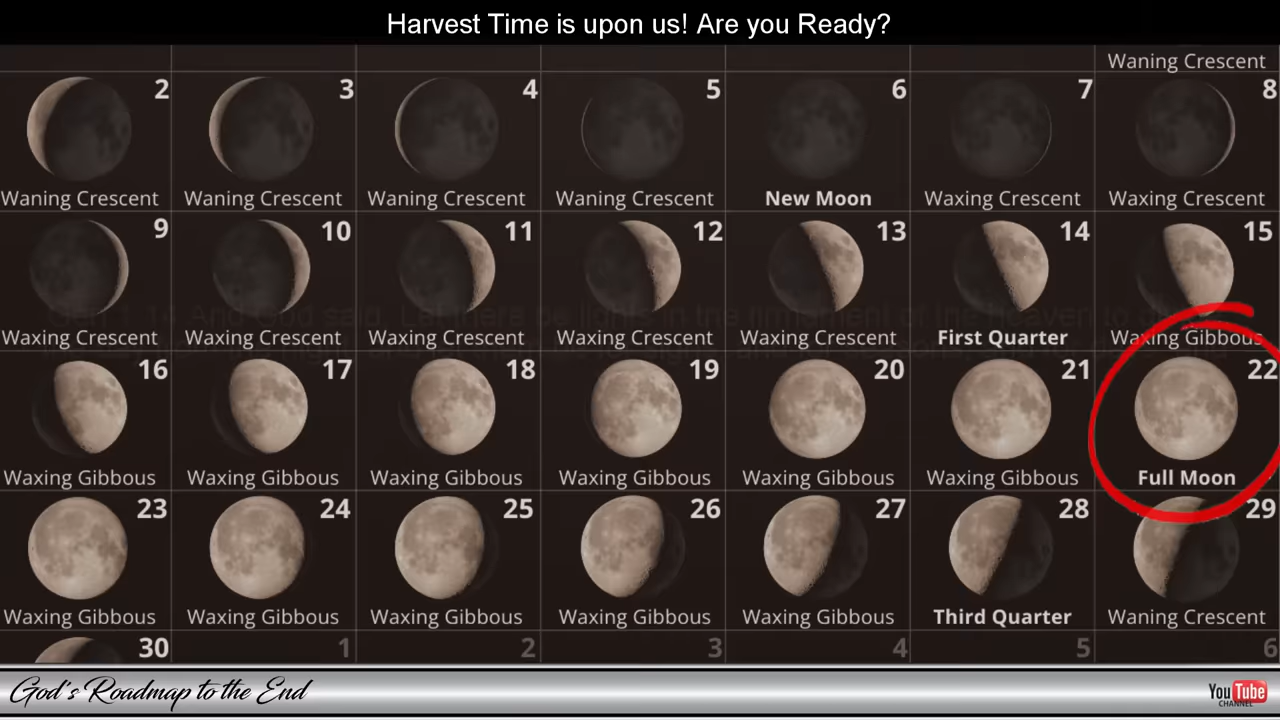 Harvest Time is upon us! Are you Ready?
Waning Crescent
2 3 4 5 6 7 8
Waning Crescent Waning Crescent Waning Crescent Waning Crescent New Moon Waxing Crescent Waxing Crescent
9 10 11 12 13 14 15
Waxing Crescent Waxing Crescent Waxing Crescent Waxing Crescent Waxing Crescent First Quarter Waxing Gibbous
16 17 18 19 20 21 22
Waxing Gibbous Waxing Gibbous Waxing Gibbous Waxing Gibbous Waxing Gibbous Waxing Gibbous Full Moon
23 24 25 26 27 28 29
Waxing Gibbous Waxing Gibbous Waxing Gibbous Waxing Gibbous Waxing Gibbous Third Quarter Waning Crescent
30 1 2 3 4 5 6
God's Roadmap to the End
YouTube
CHANNEL